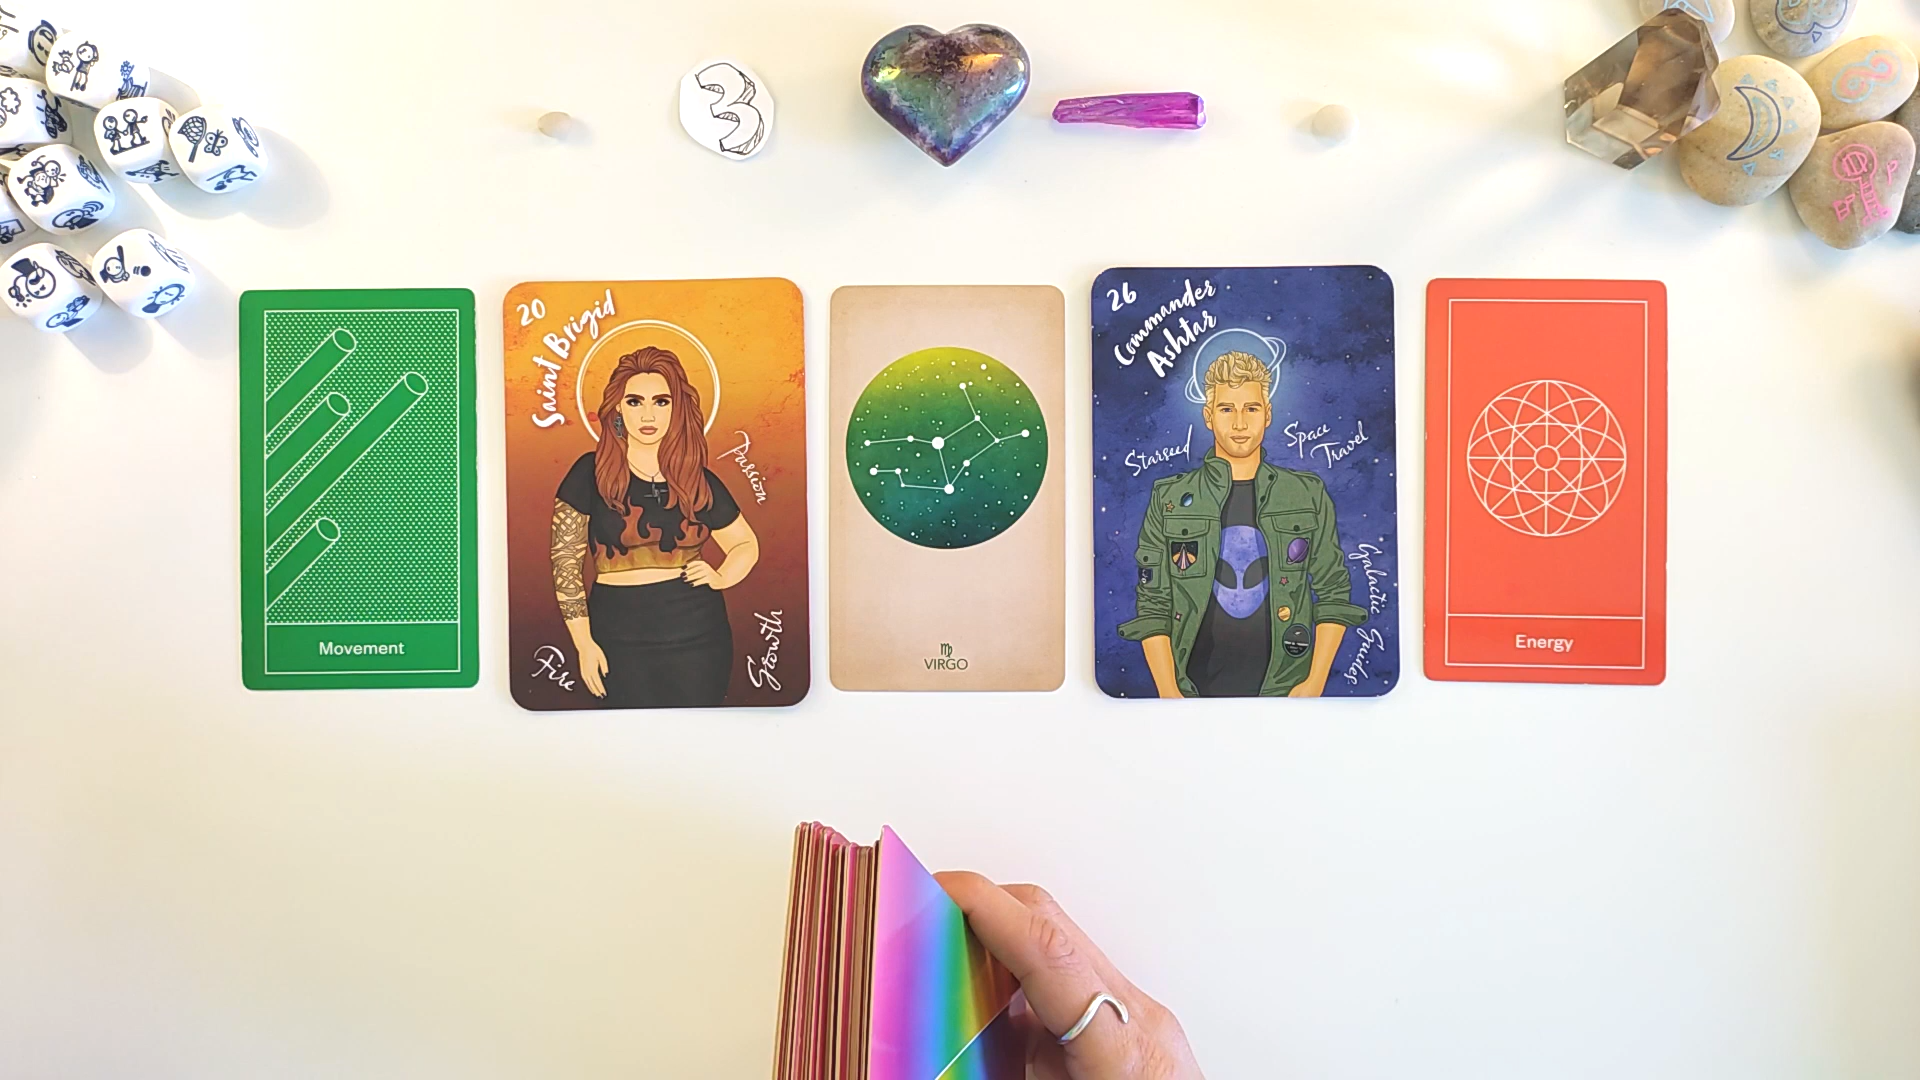 3
Movement
20
Saint Brigid
Passion
Fire
Growth
♍
VIRGO
26
Commander
Ashtar
Starseed
Space
Travel
Galactic Guides
Energy